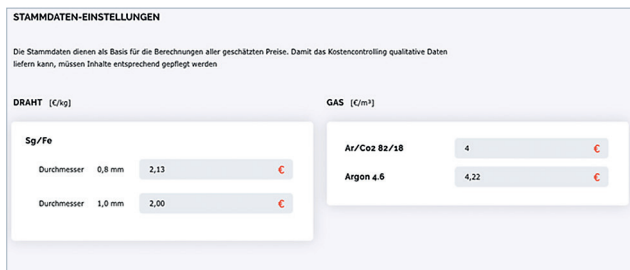 STAMMDATEN-EINSTELLUNGEN
Die Stammdaten dienen als Basis für die Berechnungen aller geschätzten Preise. Damit das Kostencontrolling qualitative Daten
liefern kann, müssen Inhalte entsprechend gepflegt werden
DRAHT [€/kg]
Sg/Fe
Durchmesser 0,8 mm 2,13 €
Durchmesser 1,0 mm 2,00 €
GAS [€/m³]
Ar/Co2 82/18 4 €
Argon 4.6 4,22 €